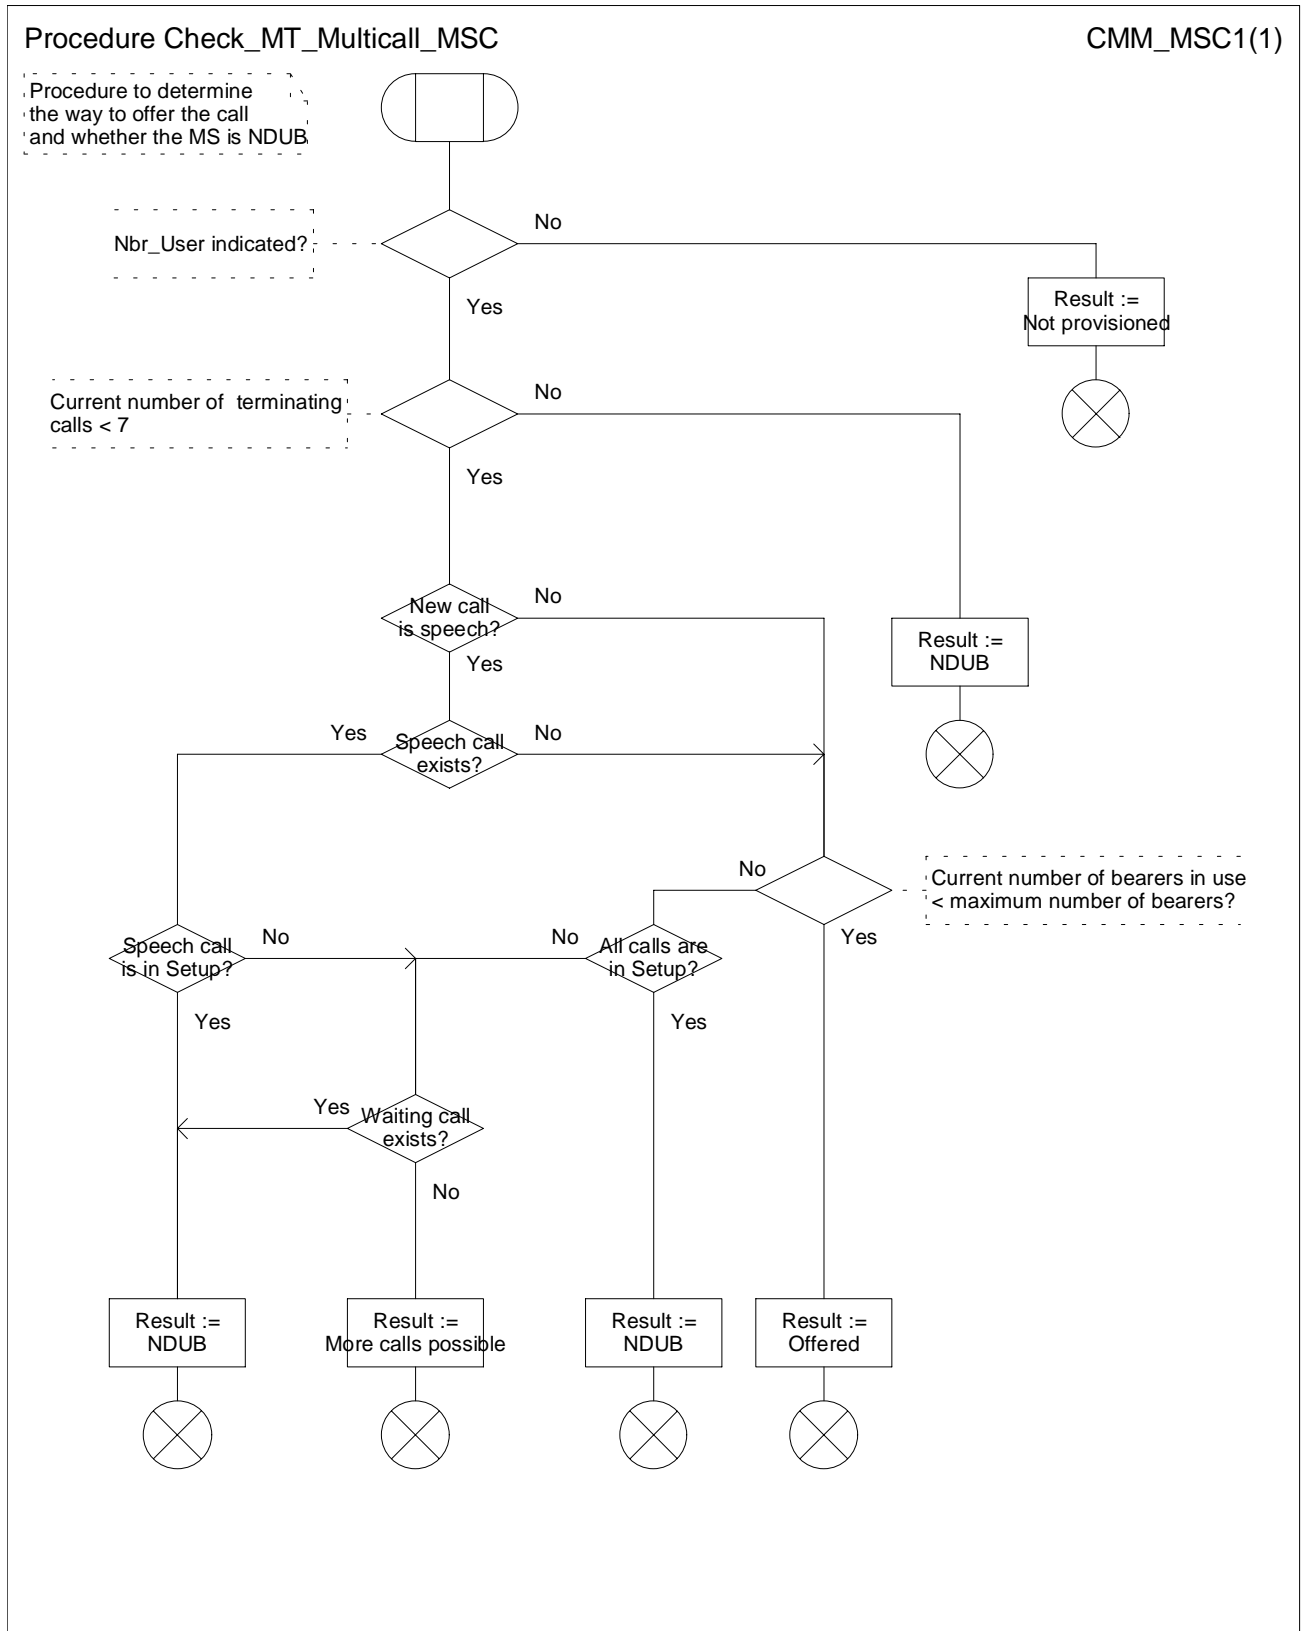 Procedure Check_MT_Multicall_MSC
CMM_MSC1(1)
Procedure to determine
the way to offer the call
and whether the MS is NDUB
Nbr_User indicated?
No
Yes
Result :=
Not provisioned
Current number of terminating
calls < 7
No
Yes
New call
is speech?
No
Yes
Result :=
NDUB
Yes
Speech call
exists?
No
No
Current number of bearers in use
< maximum number of bearers?
Yes
Speech call
is in Setup?
No
Yes
No
All calls are
in Setup?
Yes
Yes
Waiting call
exists?
No
Result :=
NDUB
Result :=
More calls possible
Result :=
NDUB
Result :=
Offered